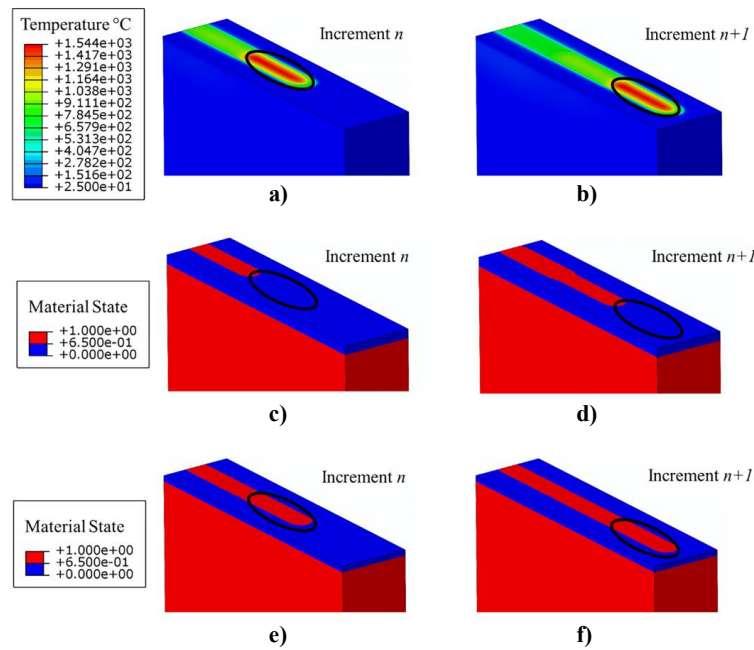 Temperature °C
+1.544e+03
+1.417e+03
+1.291e+03
+1.164e+03
+1.038e+03
+9.111e+02
+7.845e+02
+6.579e+02
+5.313e+02
+4.047e+02
+2.782e+02
+1.516e+02
+2.500e+01
Increment n
a)
Increment n+1
b)
Material State
+1.000e+00
+6.500e-01
+0.000e+00
Increment n
c)
Increment n+1
d)
Material State
+1.000e+00
+6.500e-01
+0.000e+00
Increment n
e)
Increment n+1
f)